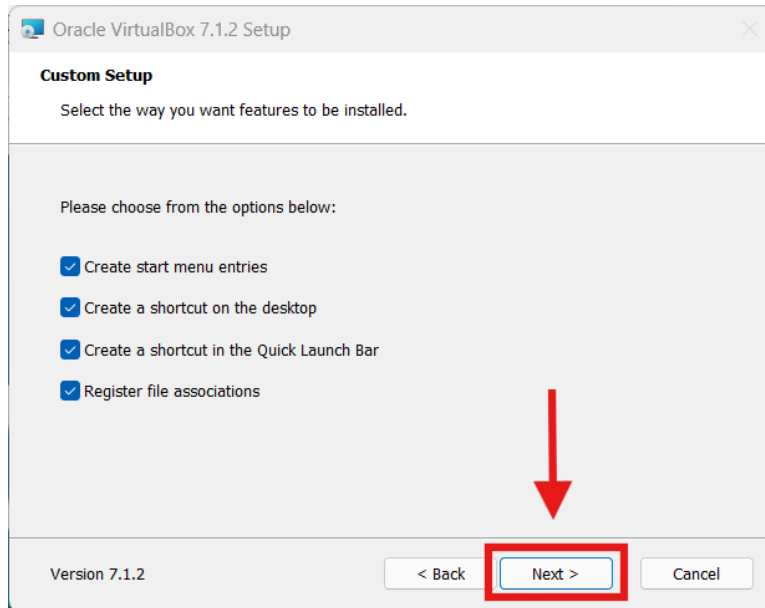 Oracle VirtualBox 7.1.2 Setup
Custom Setup
Select the way you want features to be installed.
Please choose from the options below:
Create start menu entries
Create a shortcut on the desktop
Create a shortcut in the Quick Launch Bar
Register file associations
Version 7.1.2 < Back Next > Cancel